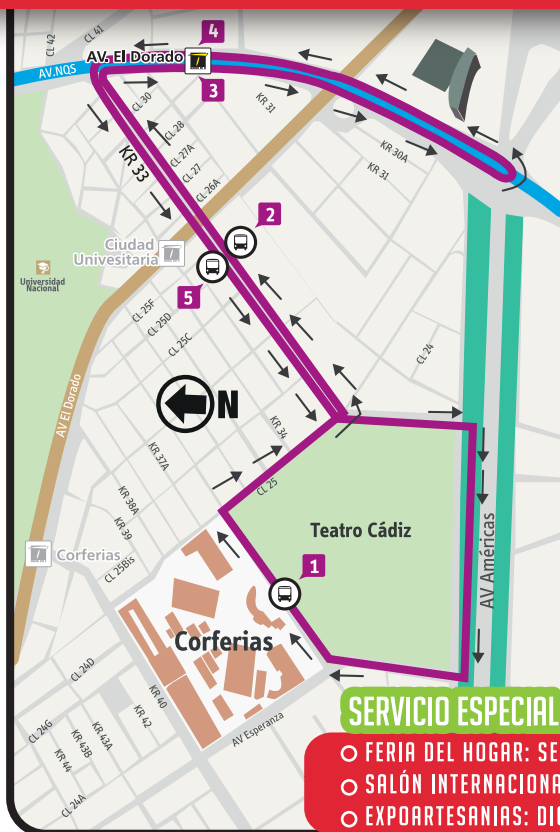 CL 42
CL 41
4
AV. El Dorado
AV.NQS
3
CL 30
KR 31
CL 28
KR 33
CL 27A
CL 27
CL 26A
KR 30A
KR 31
2
Ciudad
Univesitaria
5
Universidad
Nacional
CL 25F
CL 25D
CL 25C
CL 24
N
AV El Dorado
KR 34
KR 37A
CL 25
KR 38A
KR 39
Teatro Cádiz
AV Américas
Corferias
CL 25Bis
1
Corferias
CL 24D
KR 40
KR 42
CL 24G
KR 43A
KR 43B
KR 44
AV Esperanza
CL 24A
SERVICIO ESPECIAL
FERIA DEL HOGAR: SE
SALÓN INTERNACIONA
EXPOARTESANIAS: DI